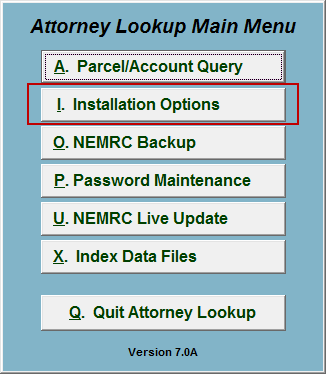 Attorney Lookup Main Menu
A. Parcel/Account Query
I. Installation Options
O. NEMRC Backup
P. Password Maintenance
U. NEMRC Live Update
X. Index Data Files
Q. Quit Attorney Lookup
Version 7.0A